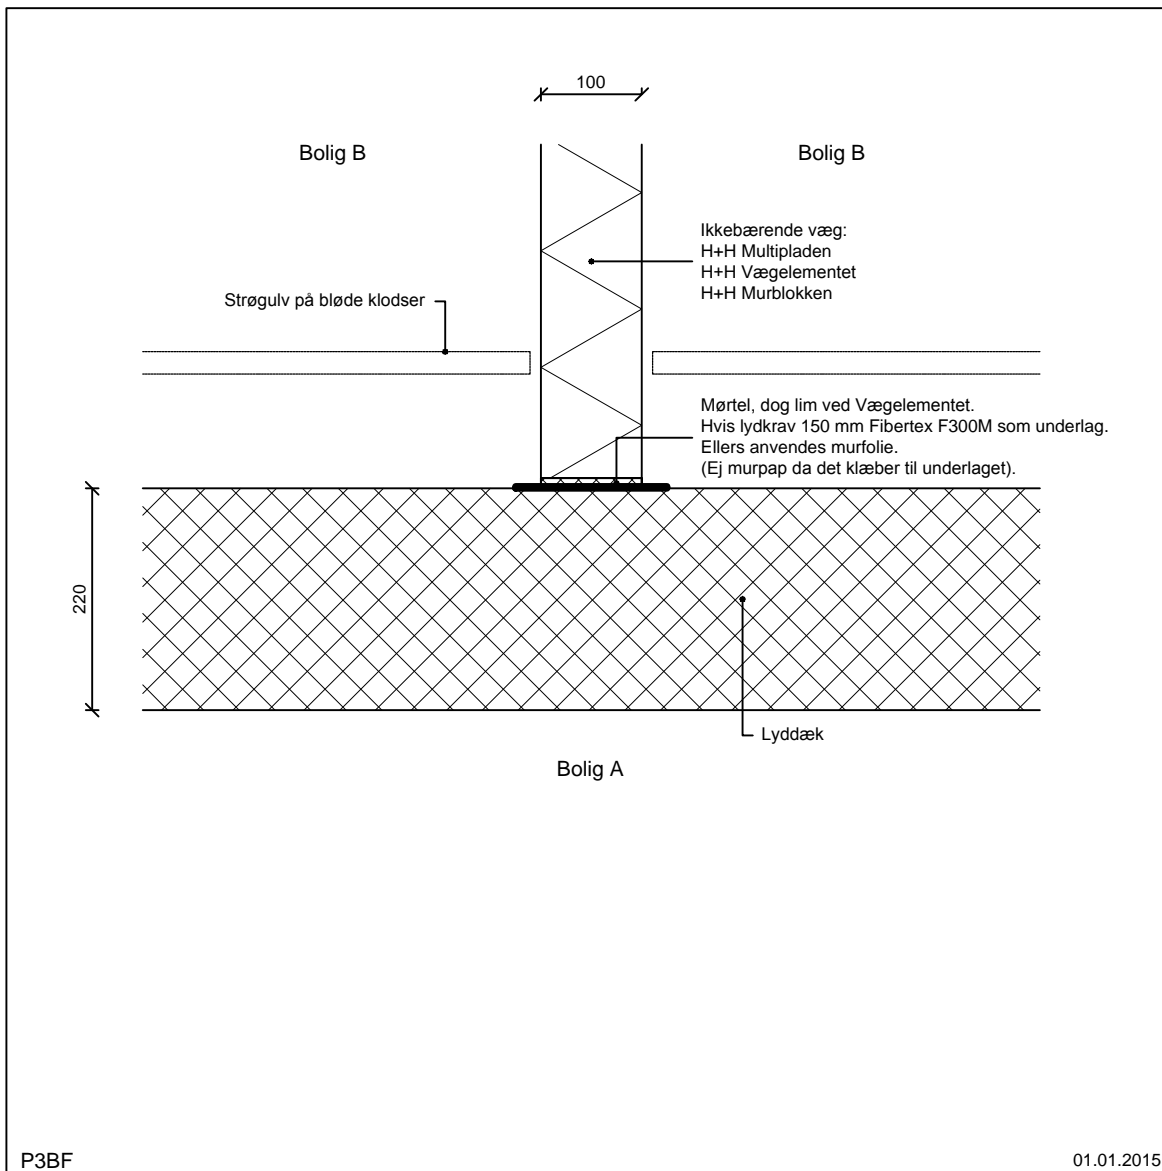 100
Bolig B
Bolig B
Ikkebærende væg:
H+H Multipladen
H+H Vægelementet
H+H Murblokken
Strøgulv på bløde klodser
Mørtel, dog lim ved Vægelementet.
Hvis lydkrav 150 mm Fibertex F300M som underlag.
Ellers anvendes murfolie.
(Ej murpap da det klæber til underlaget).
220
Lyddæk
Bolig A
P3BF
01.01.2015